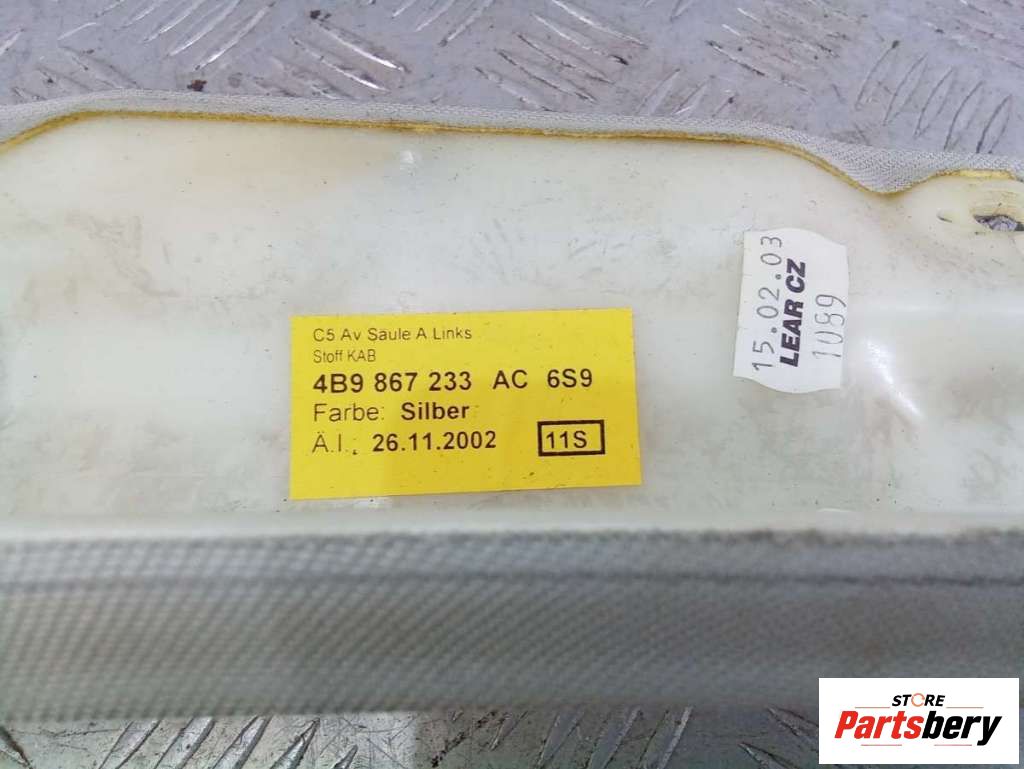 C5 Av Säule A Links
Stoff KAB
4B9 867 233 AC 6S9
Farbe: Silber
Ä.I.: 26.11.2002 11S
15.02.03
LEAR CZ
1089
STORE
Partsbery